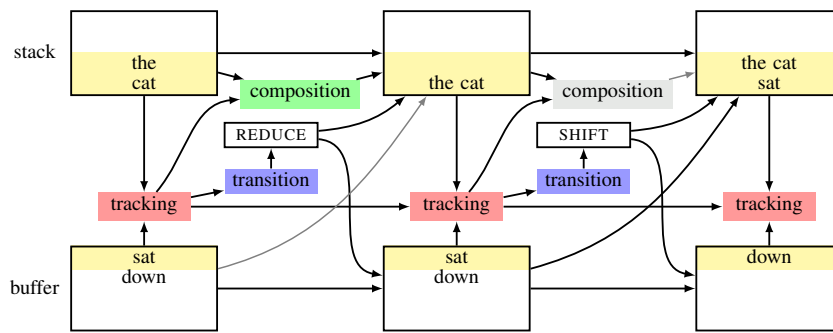 stack
the
cat
the cat
the cat
sat
composition
composition
REDUCE
SHIFT
transition
transition
tracking
tracking
tracking
buffer
sat
down
sat
down
down